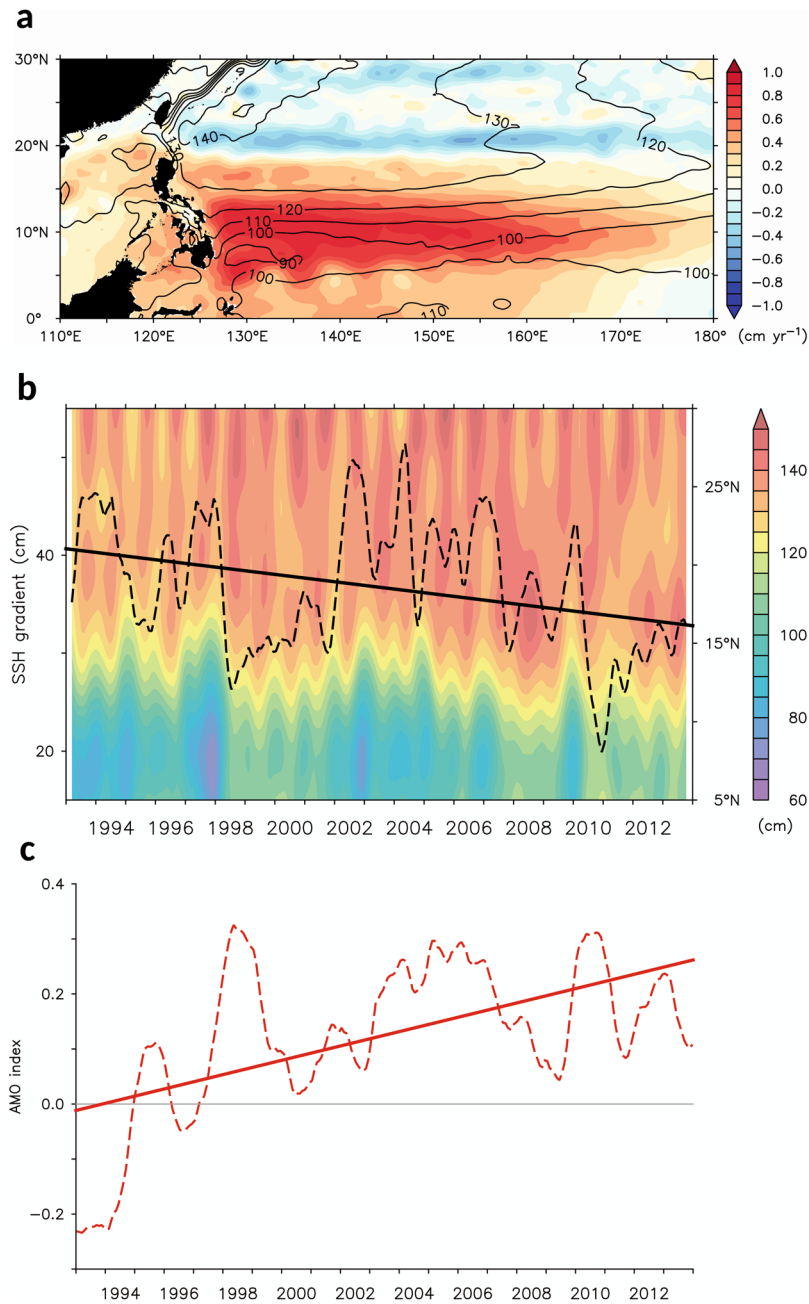 a
30°N
20°N
10°N
0°
110°E 120°E 130°E 140°E 150°E 160°E 170°E 180°
140
130
130
120
120
110
100
100
90
100
100
110
1.0
0.8
0.6
0.4
0.2
0.0
−0.2
−0.4
−0.6
−0.8
−1.0
(cm yr⁻¹)
b
SSH gradient (cm)
40
20
25°N
15°N
5°N
1994 1996 1998 2000 2002 2004 2006 2008 2010 2012
140
120
100
80
60
(cm)
c
AMO index
0.4
0.2
0.0
−0.2
1994 1996 1998 2000 2002 2004 2006 2008 2010 2012